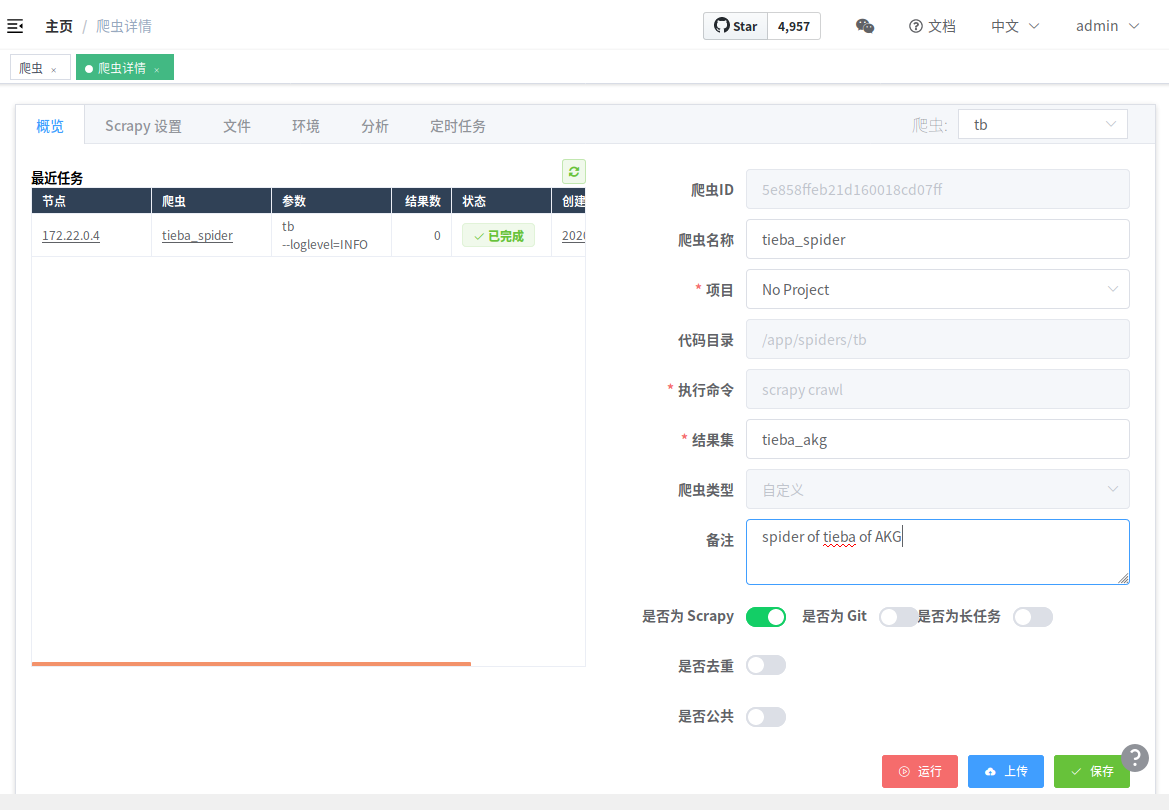 主页 / 爬虫详情
Star 4,957
文档
中文
admin
爬虫 ×
爬虫详情 ×
概览
Scrapy 设置
文件
环境
分析
定时任务
爬虫:
tb
最近任务
节点 爬虫 参数 结果数 状态 创建
172.22.0.4 tieba_spider tb 0 已完成 2020
--loglevel=INFO
爬虫ID 5e858ffeb21d160018cd07ff
爬虫名称 tieba_spider
* 项目 No Project
代码目录 /app/spiders/tb
* 执行命令 scrapy crawl
* 结果集 tieba_akg
爬虫类型 自定义
备注 spider of tieba of AKG
是否为 Scrapy 是否为 Git 是否为长任务
是否去重
是否公共
运行 上传 保存
?